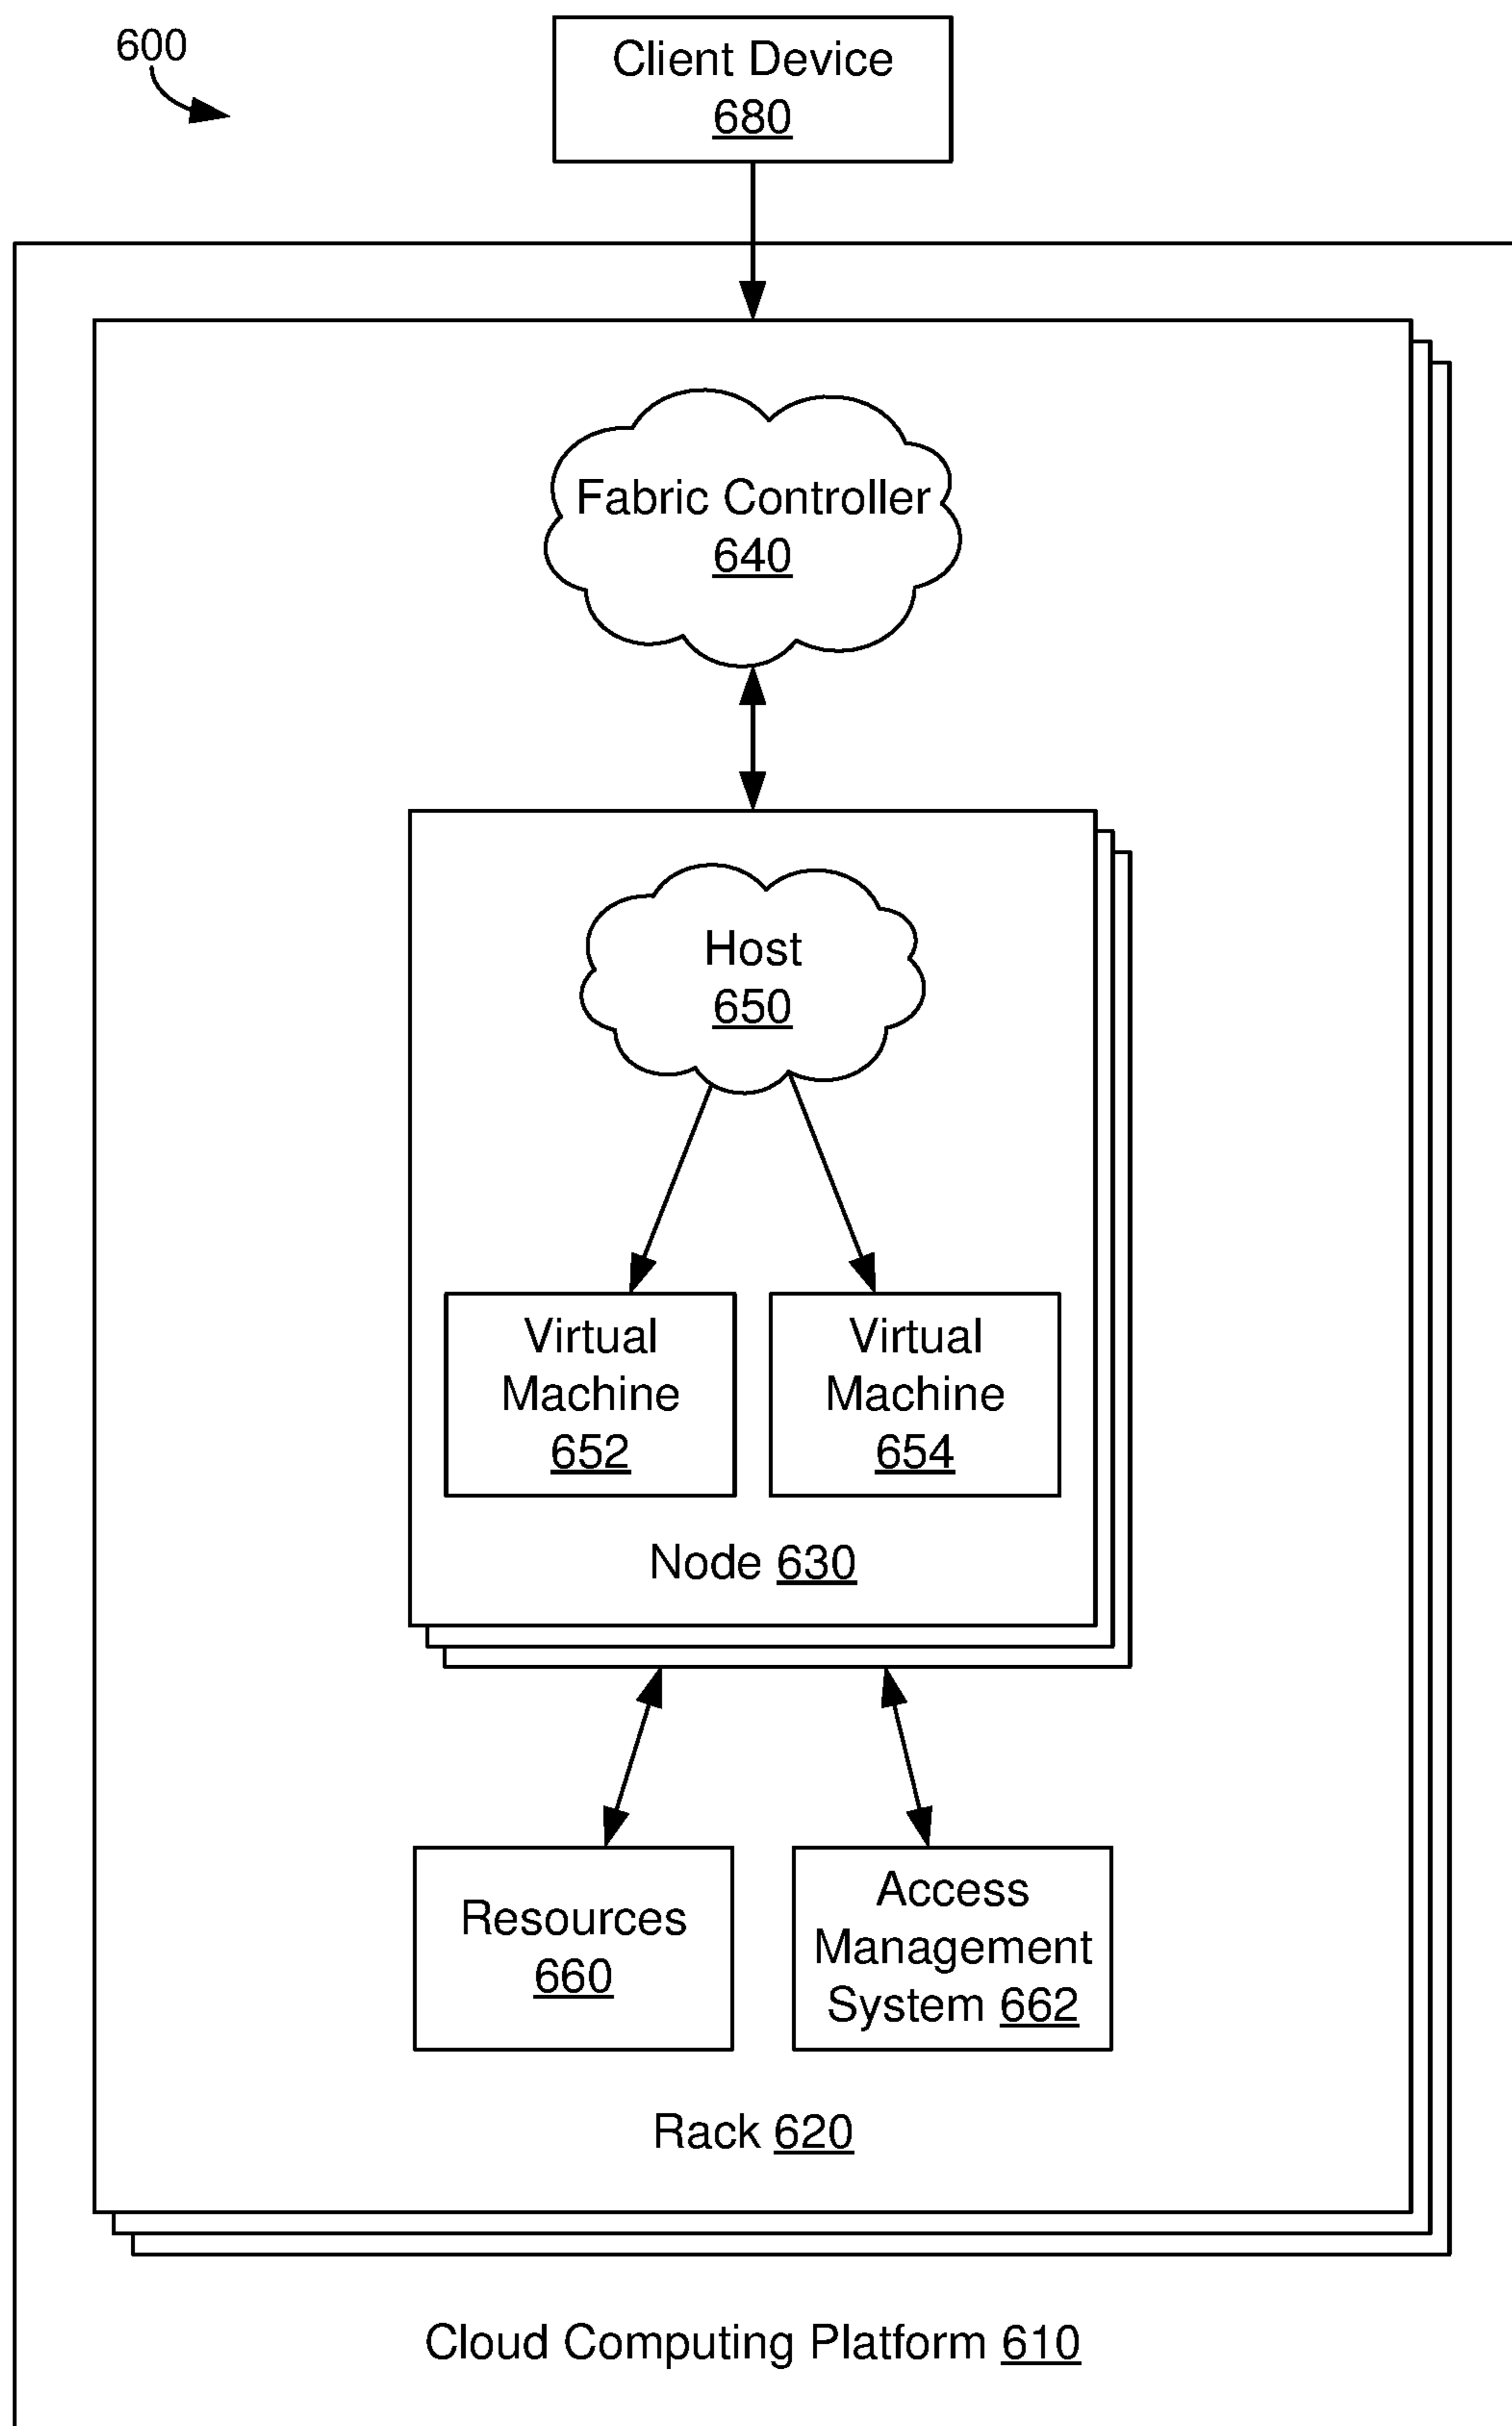 600
Client Device
680
Fabric Controller
640
Host
650
Virtual
Machine
652
Virtual
Machine
654
Node 630
Resources
660
Access
Management
System 662
Rack 620
Cloud Computing Platform 610